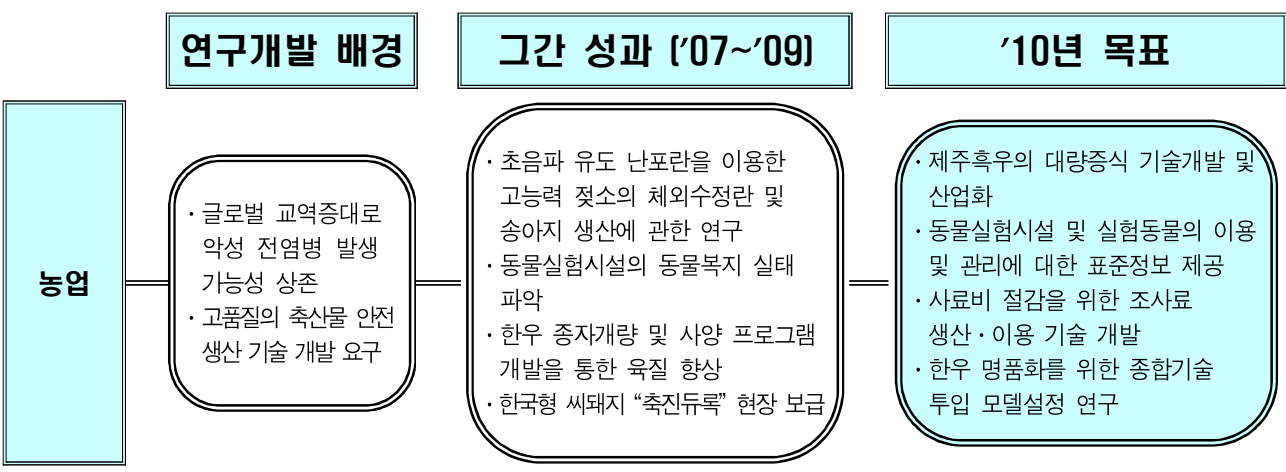 연구개발 배경
그간 성과 ('07~'09)
'10년 목표
농업
· 글로벌 교역증대로
악성 전염병 발생
가능성 상존
· 고품질의 축산물 안전
생산 기술 개발 요구
· 초음파 유도 난포란을 이용한
고능력 젖소의 체외수정란 및
송아지 생산에 관한 연구
· 동물실험시설의 동물복지 실태
파악
· 한우 종자개량 및 사양 프로그램
개발을 통한 육질 향상
· 한국형 씨돼지 “축진듀록” 현장 보급
· 제주흑우의 대량증식 기술개발 및
산업화
· 동물실험시설 및 실험동물의 이용
및 관리에 대한 표준정보 제공
· 사료비 절감을 위한 조사료
생산·이용 기술 개발
· 한우 명품화를 위한 종합기술
투입 모델설정 연구